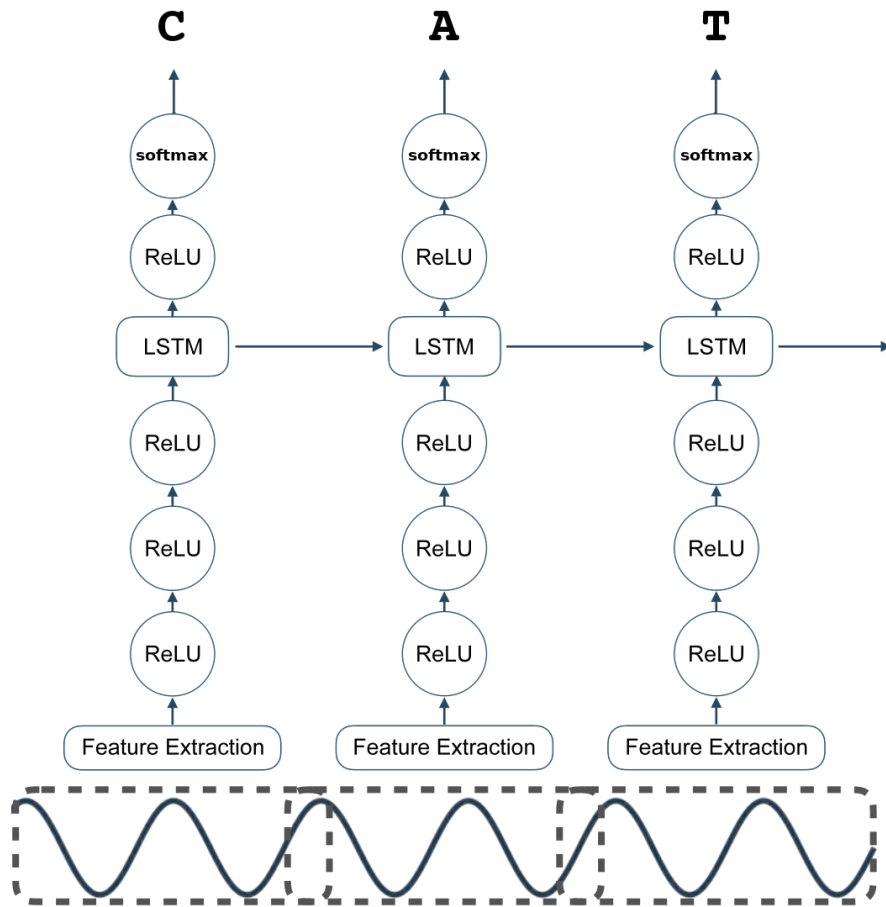 C A T
softmax softmax softmax
ReLU ReLU ReLU
LSTM LSTM LSTM
ReLU ReLU ReLU
ReLU ReLU ReLU
ReLU ReLU ReLU
Feature Extraction Feature Extraction Feature Extraction